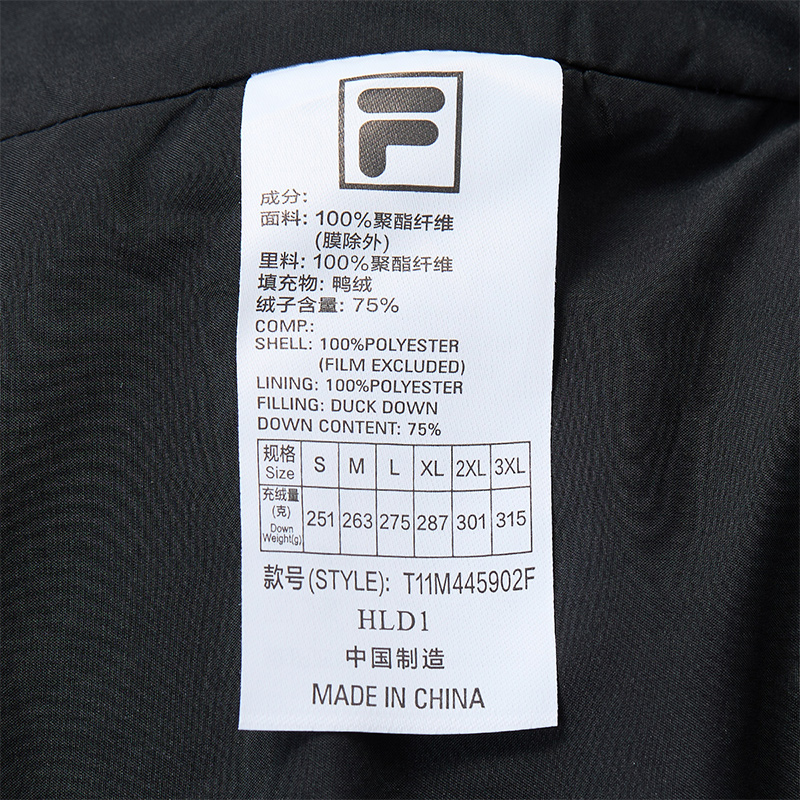 成分:
面料: 100%聚酯纤维
(膜除外)
里料: 100%聚酯纤维
填充物: 鸭绒
绒子含量: 75%
COMP.:
SHELL: 100%POLYESTER
(FILM EXCLUDED)
LINING: 100%POLYESTER
FILLING: DUCK DOWN
DOWN CONTENT: 75%
规格 Size S M L XL 2XL 3XL
充绒量 (克) Down Weight(g) 251 263 275 287 301 315
款号(STYLE): T11M445902F
HLD1
中国制造
MADE IN CHINA